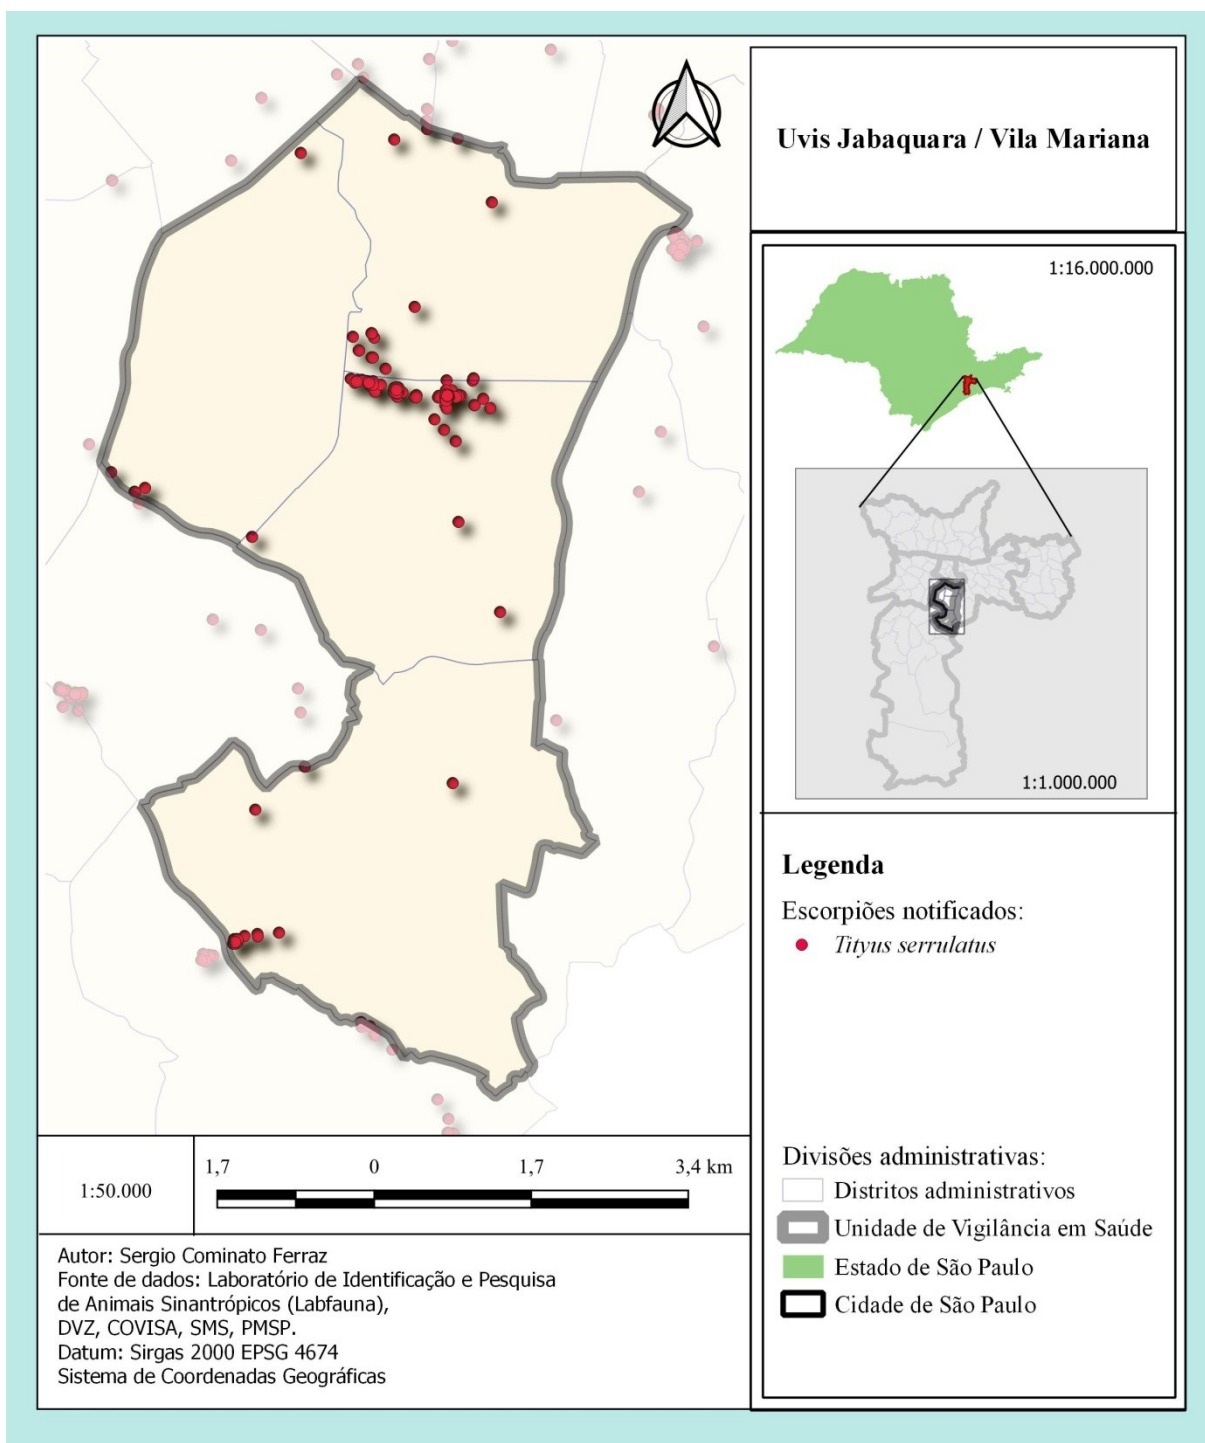 Uvis Jabaquara / Vila Mariana
1:16.000.000
1:1.000.000
Legenda
Escorpiões notificados:
Tityus serrulatus
Divisões administrativas:
Distritos administrativos
Unidade de Vigilância em Saúde
Estado de São Paulo
Cidade de São Paulo
1:50.000
1,7 0 1,7 3,4 km
Autor: Sergio Cominato Ferraz
Fonte de dados: Laboratório de Identificação e Pesquisa
de Animais Sinantrópicos (Labfauna),
DVZ, COVISA, SMS, PMSP.
Datum: Sirgas 2000 EPSG 4674
Sistema de Coordenadas Geográficas